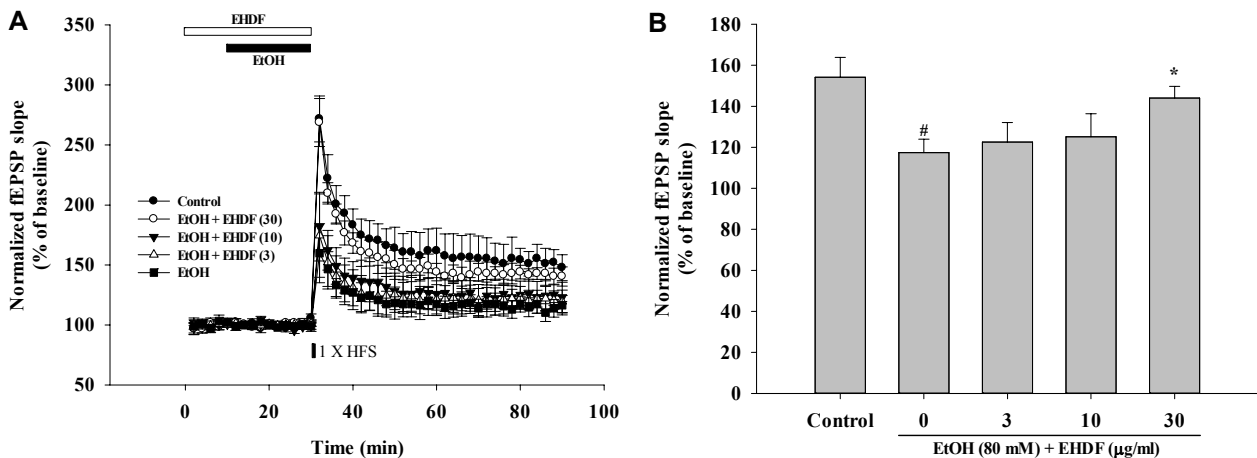 A
EHDF
EtOH
Normalized fEPSP slope
(% of baseline)
350
300
250
200
150
100
50
Control
EtOH + EHDF (30)
EtOH + EHDF (10)
EtOH + EHDF (3)
EtOH
1 X HFS
0 20 40 60 80 100
Time (min)
B
Normalized fEPSP slope
(% of baseline)
180
160
140
120
100
80
60
40
20
0
#
*
Control 0 3 10 30
EtOH (80 mM) + EHDF (μg/ml)